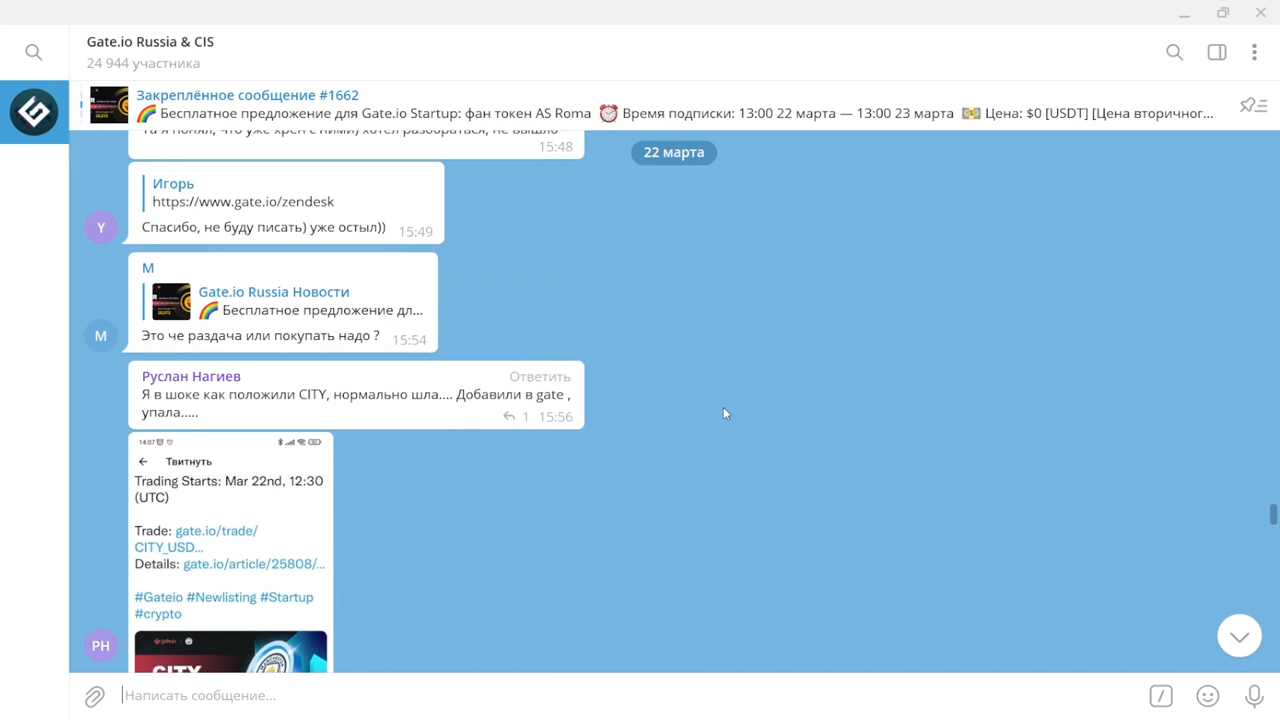 Gate.io Russia & CIS
24 944 участника
Закреплённое сообщение #1662
Бесплатное предложение для Gate.io Startup: фан токен AS Roma ⏰ Время подписки: 13:00 22 марта — 13:00 23 марта 💵 Цена: $0 [USDT] [Цена вторичног...
Та я понял, что уже хрен с ними) хотел разобраться, не вышло
15:48
22 марта
Игорь
https://www.gate.io/zendesk
Спасибо, не буду писать) уже остыл))
15:49
Y
M
Gate.io Russia Новости
Бесплатное предложение дл...
Это че раздача или покупать надо ?
15:54
M
Руслан Нагиев
Ответить
Я в шоке как положили CITY, нормально шла.... Добавили в gate ,
упала.....
1 15:56
14:07
Твитнуть
Trading Starts: Mar 22nd, 12:30
(UTC)
Trade: gate.io/trade/
CITY_USD...
Details: gate.io/article/25808/...
#Gateio #Newlisting #Startup
#crypto
CITY
РН
Написать сообщение...